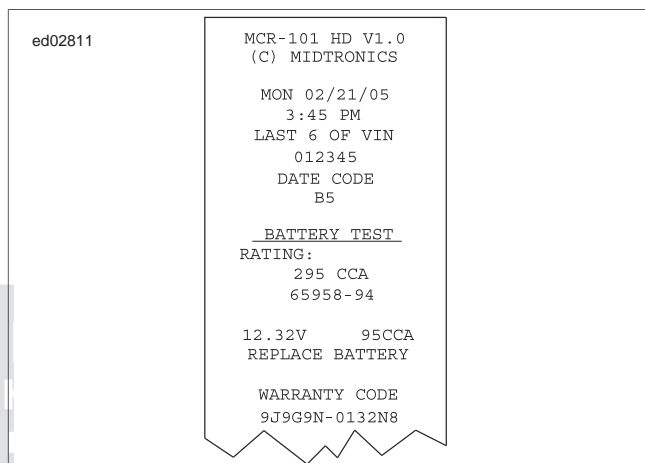 ed02811
MCR-101 HD V1.0
(C) MIDTRONICS
MON 02/21/05
3:45 PM
LAST 6 OF VIN
012345
DATE CODE
B5
BATTERY TEST
RATING:
295 CCA
65958-94
12.32V 95CCA
REPLACE BATTERY
WARRANTY CODE
9J9G9N-0132N8